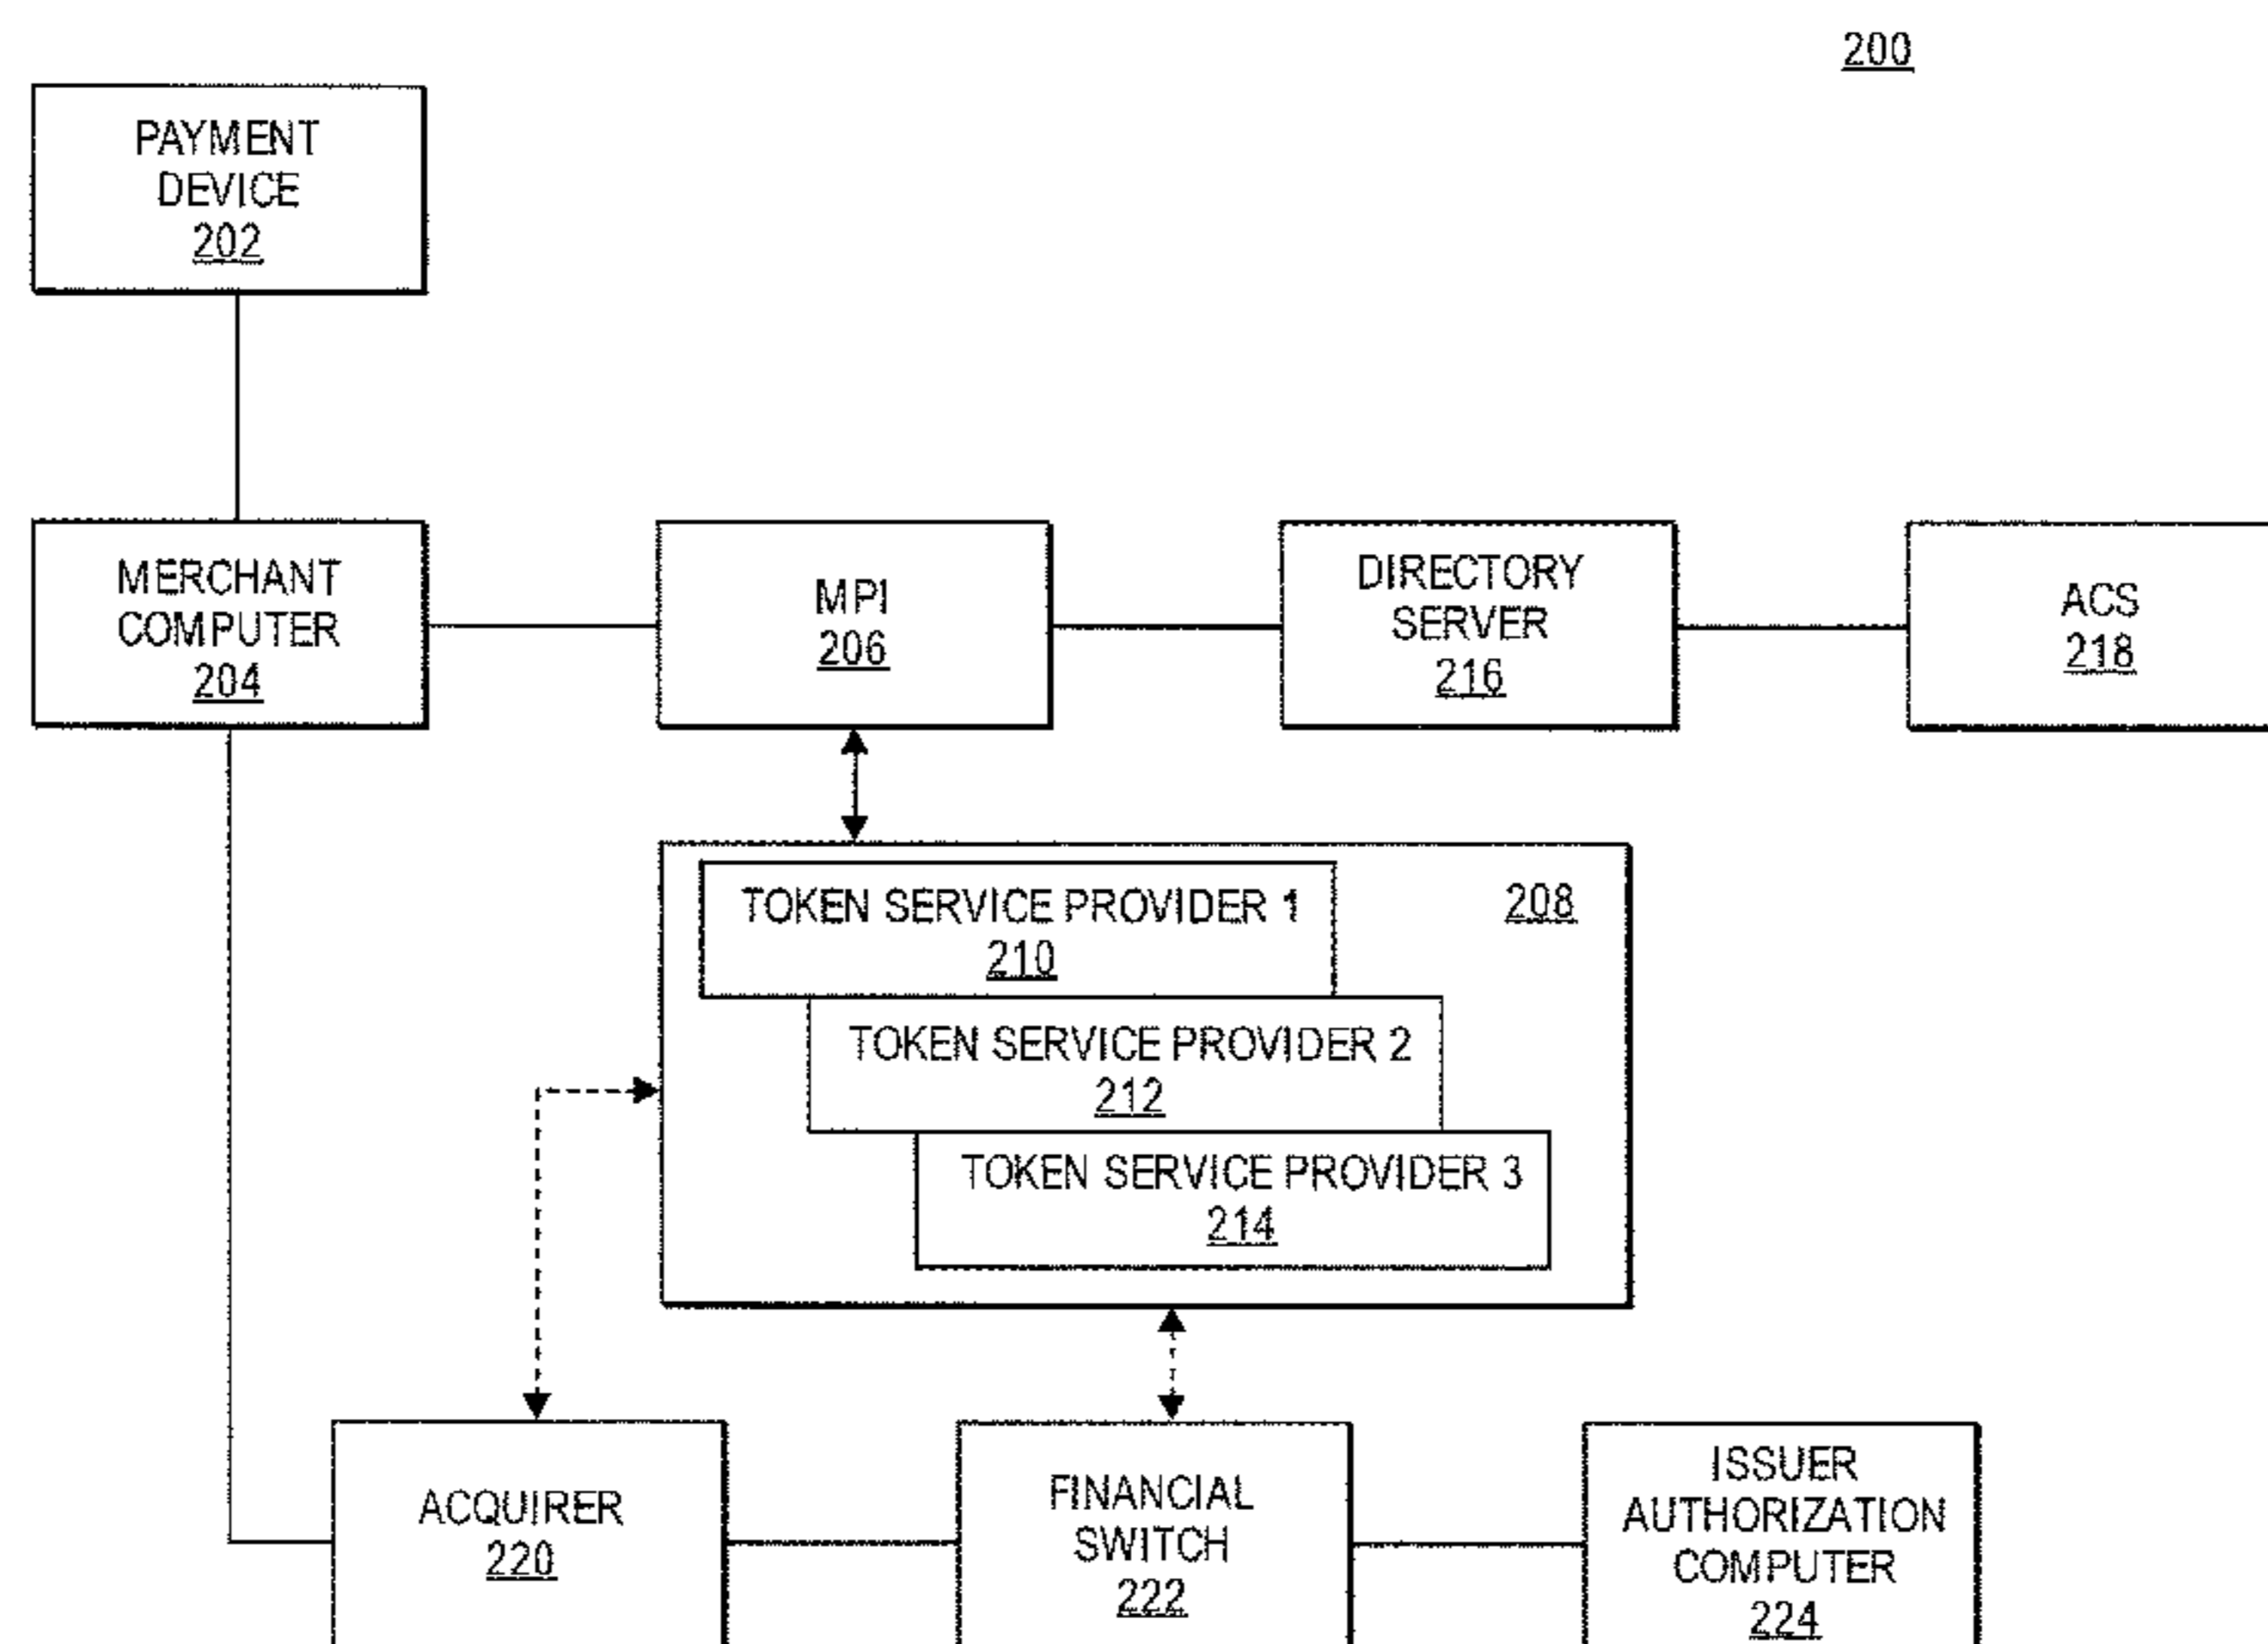 200
PAYMENT
DEVICE
202
MERCHANT
COMPUTER
204
MPI
206
DIRECTORY
SERVER
216
ACS
218
TOKEN SERVICE PROVIDER 1
210
208
TOKEN SERVICE PROVIDER 2
212
TOKEN SERVICE PROVIDER 3
214
ACQUIRER
220
FINANCIAL
SWITCH
222
ISSUER
AUTHORIZATION
COMPUTER
224